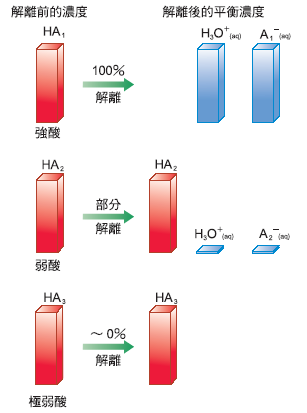 解離前的濃度 解離後的平衡濃度
HA₁ H₃O⁺(aq) A₁⁻(aq)
100%
解離
強酸
HA₂ HA₂
部分
解離
H₃O⁺(aq) A₂⁻(aq)
弱酸
HA₃ HA₃
～0%
解離
極弱酸